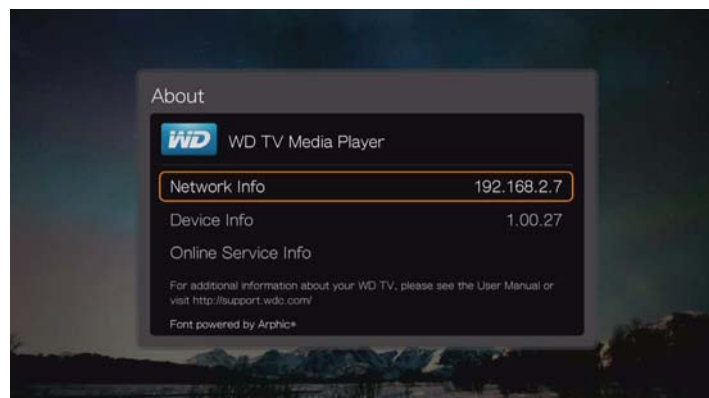 About
WD WD TV Media Player
Network Info 192.168.2.7
Device Info 1.00.27
Online Service Info
For additional information about your WD TV, please see the User Manual or
visit http://support.wdc.com/
Font powered by Arphic®